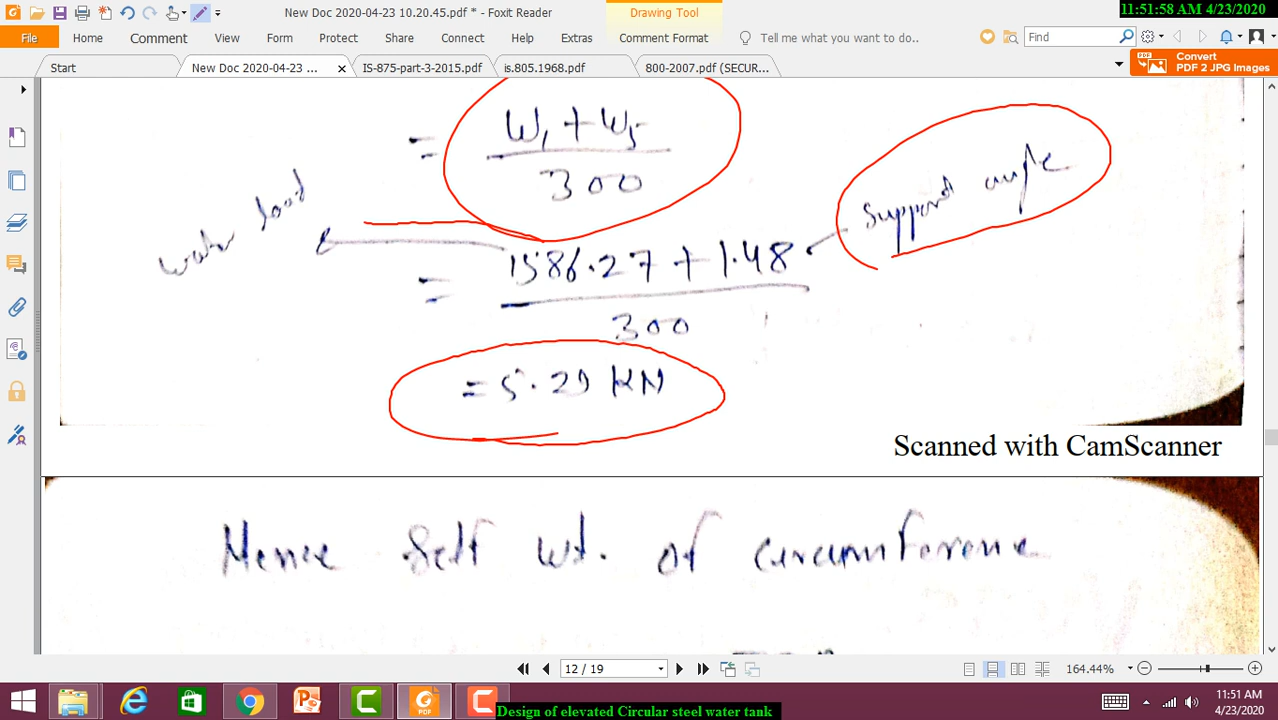 New Doc 2020-04-23 10.20.45.pdf * - Foxit Reader
Drawing Tool
11:51:58 AM 4/23/2020
File Home Comment View Form Protect Share Connect Help Extras Comment Format Tell me what you want to do.. Find
Start New Doc 2020-04-23 ... IS-875-part-3-2015.pdf is.805.1968.pdf 800-2007.pdf (SECUR...
Convert
PDF 2 JPG Images
= W1 + W5
300
Support angle
water load
= 1586.27 + 1.48
300
= 5.29 KN
Scanned with CamScanner
Hence Self wt. of circumference
12 / 19
164.44%
PDF
Design of elevated Circular steel water tank
11:51 AM
4/23/2020